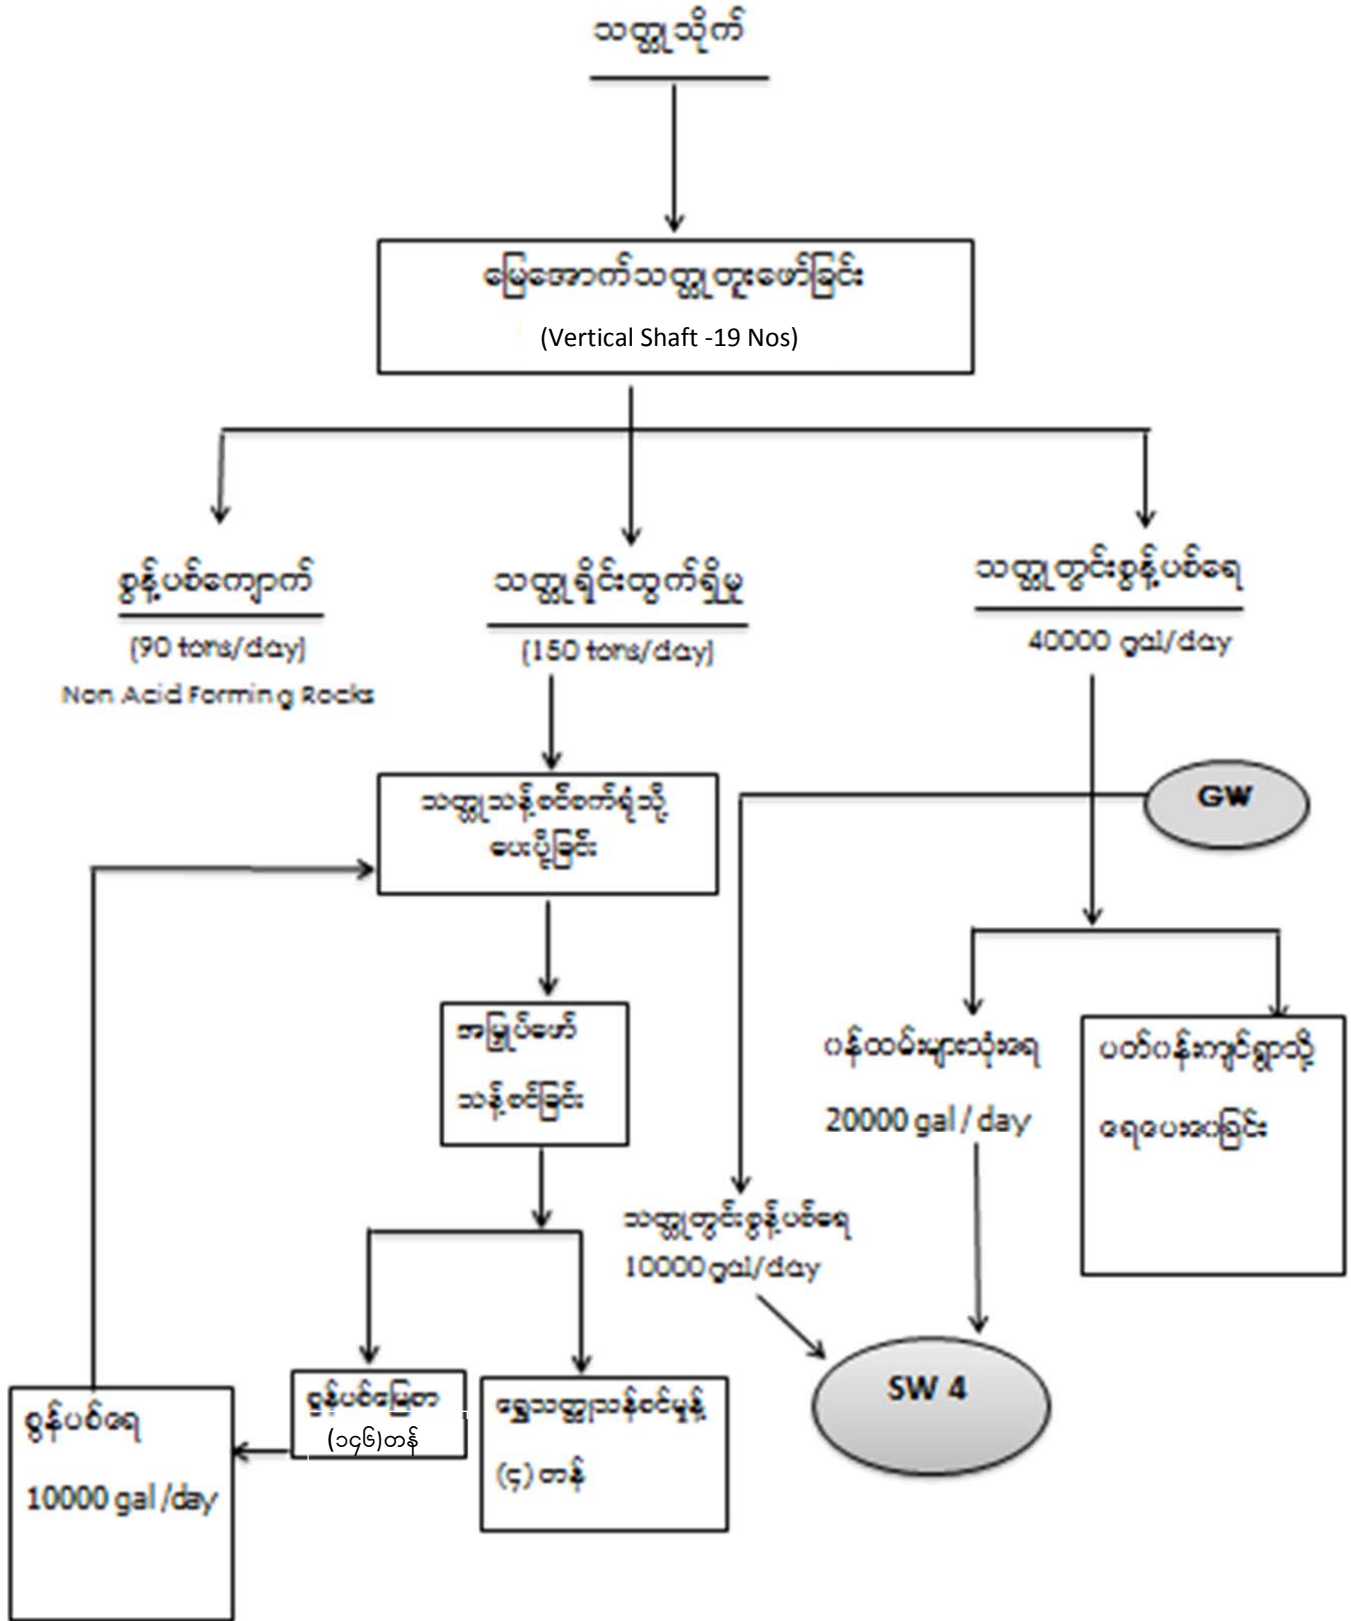 သတ္တုသိုက်
မြေအောက်သတ္တုတူးဖော်ခြင်း
(Vertical Shaft -19 Nos)
စွန့်ပစ်ကျောက်
(90 tons/day)
Non Acid Forming Rocks
သတ္တုရိုင်းထွက်ရှိမှု
(150 tons/day)
သတ္တုတွင်းစွန့်ပစ်ရေ
40000 gal/day
သတ္တုသန့်စင်စက်ရုံသို့
ပေးပို့ခြင်း
GW
အမြှုပ်ဖော်
သန့်စင်ခြင်း
ဝန်ထမ်းများသုံးရေ
20000 gal / day
ပတ်ဝန်းကျင်ရွာသို့
ရေပေးဝေခြင်း
သတ္တုတွင်းစွန့်ပစ်ရေ
10000 gal/day
SW 4
စွန်ပစ်ရေ
10000 gal /day
စွန်ပစ်မြေစာ
(၁၄၆)တန်
ရွှေသတ္တုသန်စင်မှုန့်
(၄) တန်